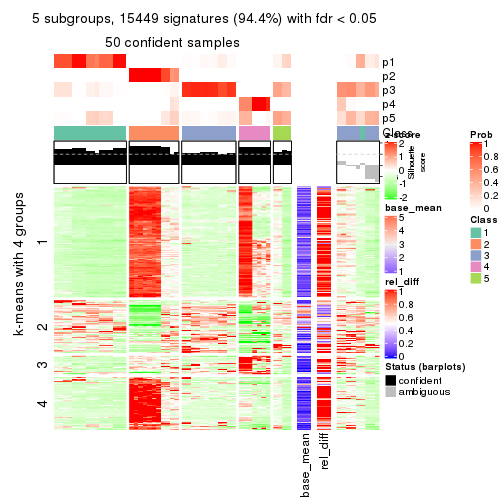 5 subgroups, 15449 signatures (94.4%) with fdr < 0.05
50 confident samples
p1
p2
p3
p4
p5
Class
k-means with 4 groups
1
2
3
4
Silhouette
score
base_mean
rel_diff
z-score
2
1
0
-1
-2
base_mean
5
4
3
2
1
rel_diff
1
0.8
0.6
0.4
0.2
0
Status (barplots)
confident
ambiguous
Prob
1
0.8
0.6
0.4
0.2
0
Class
1
2
3
4
5